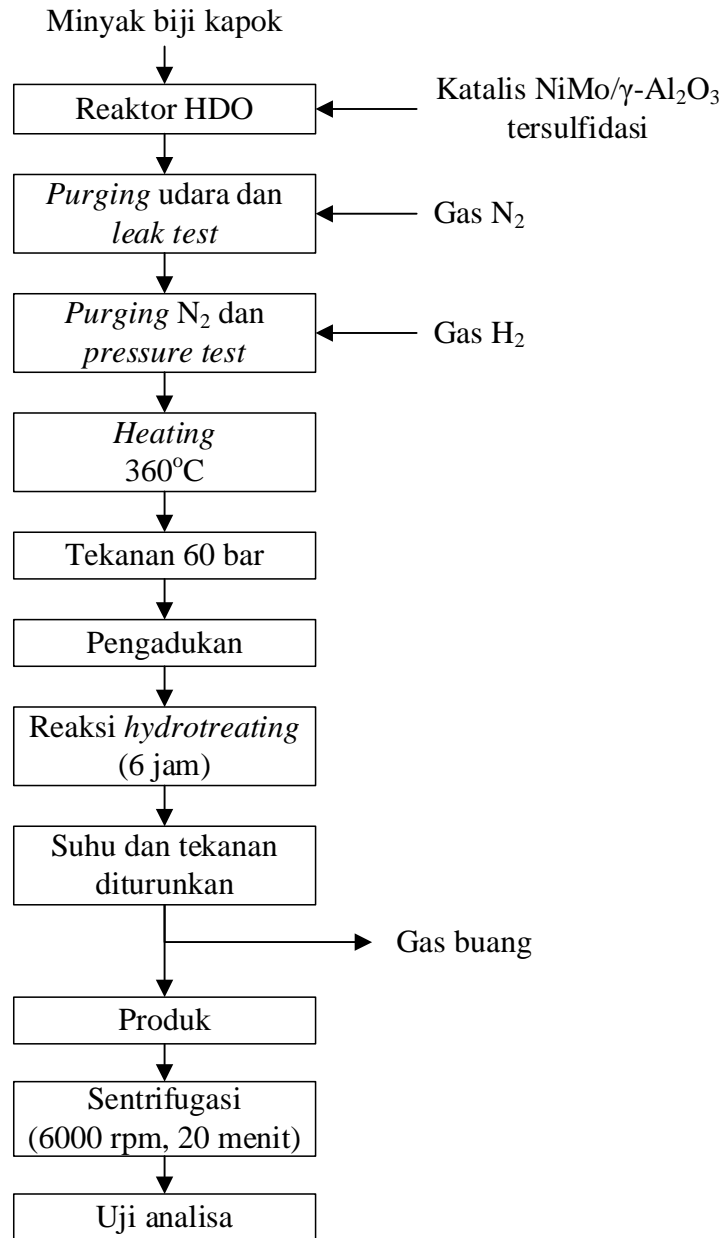 Minyak biji kapok
Reaktor HDO
Katalis NiMo/γ-Al₂O₃
tersulfidasi
Purging udara dan
leak test
Gas N₂
Purging N₂ dan
pressure test
Gas H₂
Heating
360°C
Tekanan 60 bar
Pengadukan
Reaksi hydrotreating
(6 jam)
Suhu dan tekanan
diturunkan
Gas buang
Produk
Sentrifugasi
(6000 rpm, 20 menit)
Uji analisa